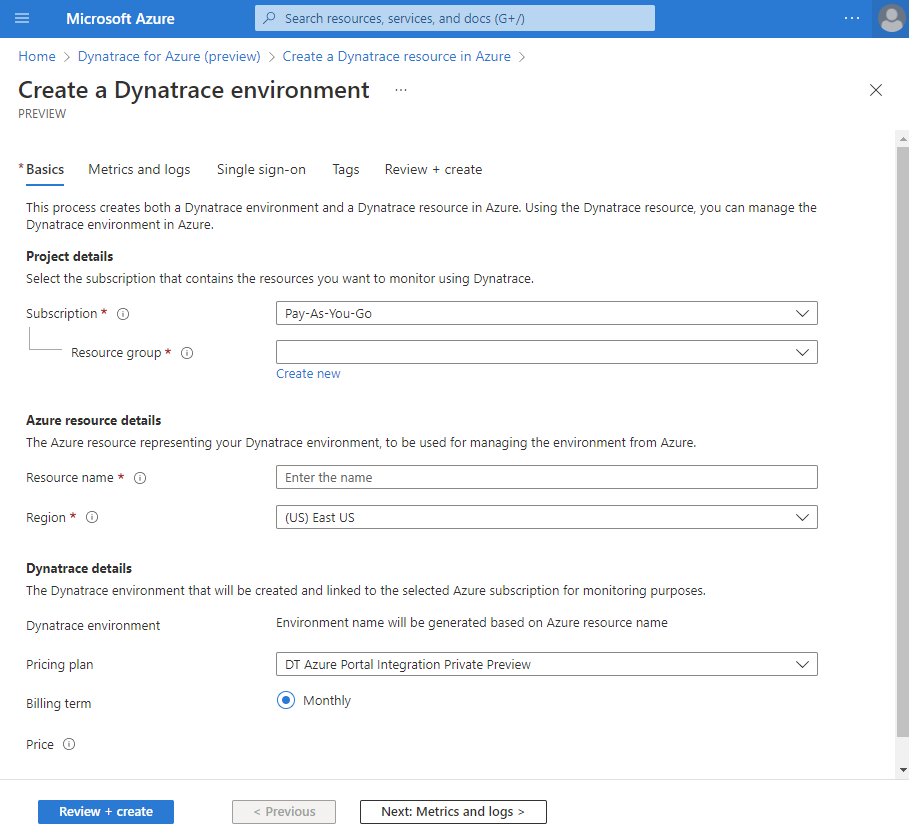 Microsoft Azure
Search resources, services, and docs (G+/)
...
Home > Dynatrace for Azure (preview) > Create a Dynatrace resource in Azure >
Create a Dynatrace environment ...
PREVIEW
* Basics Metrics and logs Single sign-on Tags Review + create
This process creates both a Dynatrace environment and a Dynatrace resource in Azure. Using the Dynatrace resource, you can manage the
Dynatrace environment in Azure.
Project details
Select the subscription that contains the resources you want to monitor using Dynatrace.
Subscription * Pay-As-You-Go
Resource group *
Create new
Azure resource details
The Azure resource representing your Dynatrace environment, to be used for managing the environment from Azure.
Resource name * Enter the name
Region * (US) East US
Dynatrace details
The Dynatrace environment that will be created and linked to the selected Azure subscription for monitoring purposes.
Dynatrace environment Environment name will be generated based on Azure resource name
Pricing plan DT Azure Portal Integration Private Preview
Billing term Monthly
Price
Review + create < Previous Next: Metrics and logs >